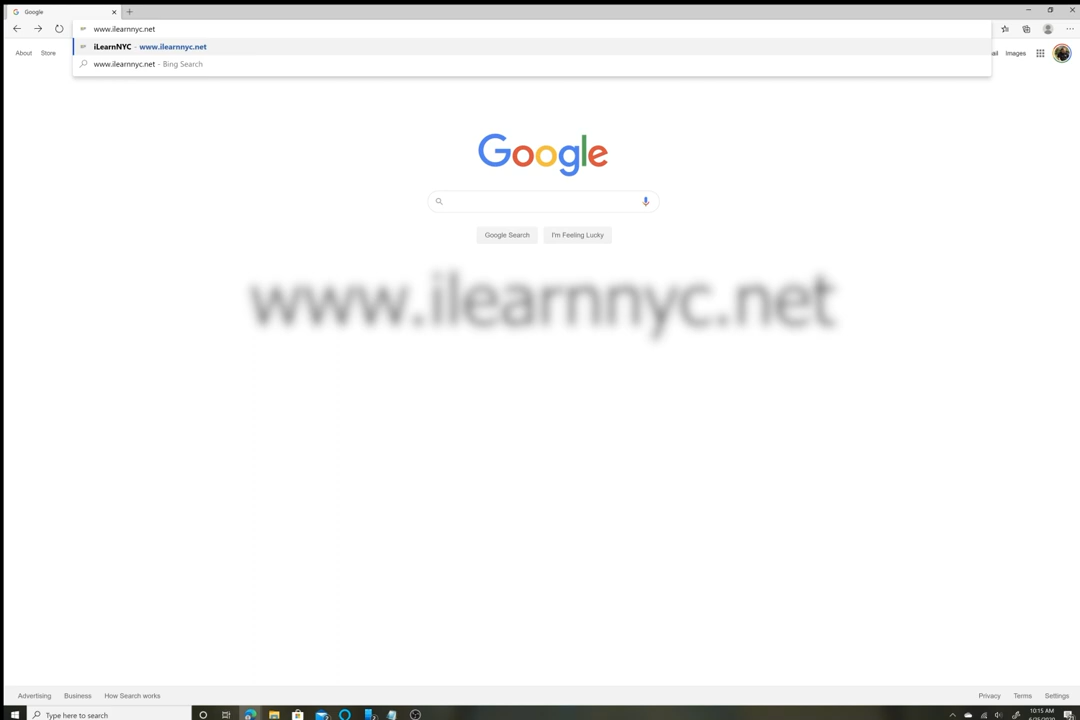 Google
www.ilearnnyc.net
iLearnNYC - www.ilearnnyc.net
www.ilearnnyc.net - Bing Search
About Store
ail Images
Google
Google Search I'm Feeling Lucky
www.ilearnnyc.net
Advertising Business How Search works
Privacy Terms Settings
Type here to search
10:15 AM